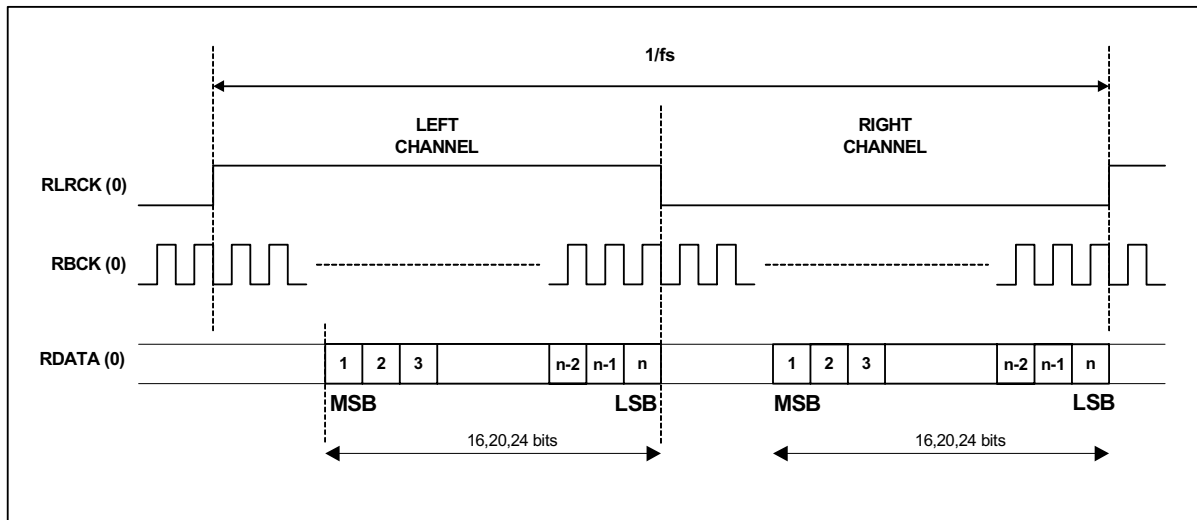 1/fs
LEFT CHANNEL
RIGHT CHANNEL
RLRCK (0)
RBCK (0)
RDATA (0)
1 2 3 n-2 n-1 n 1 2 3 n-2 n-1 n
MSB LSB MSB LSB
16,20,24 bits 16,20,24 bits